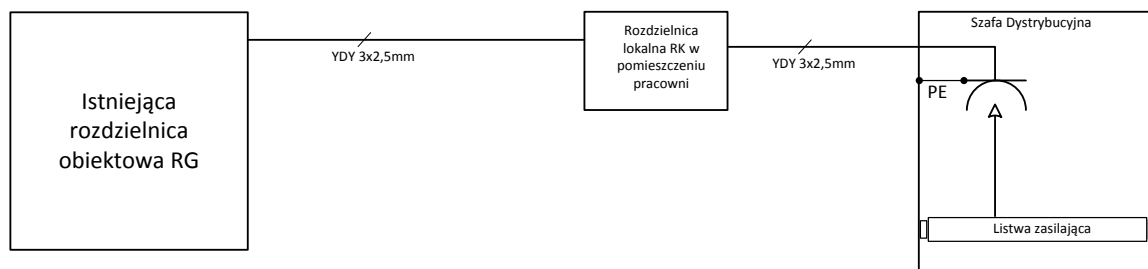 Istniejąca
rozdzielnica
obiektowa RG
YDY 3x2,5mm
Rozdzielnica
lokalna RK w
pomieszczeniu
pracowni
YDY 3x2,5mm
Szafa Dystrybucyjna
PE
Listwa zasilająca